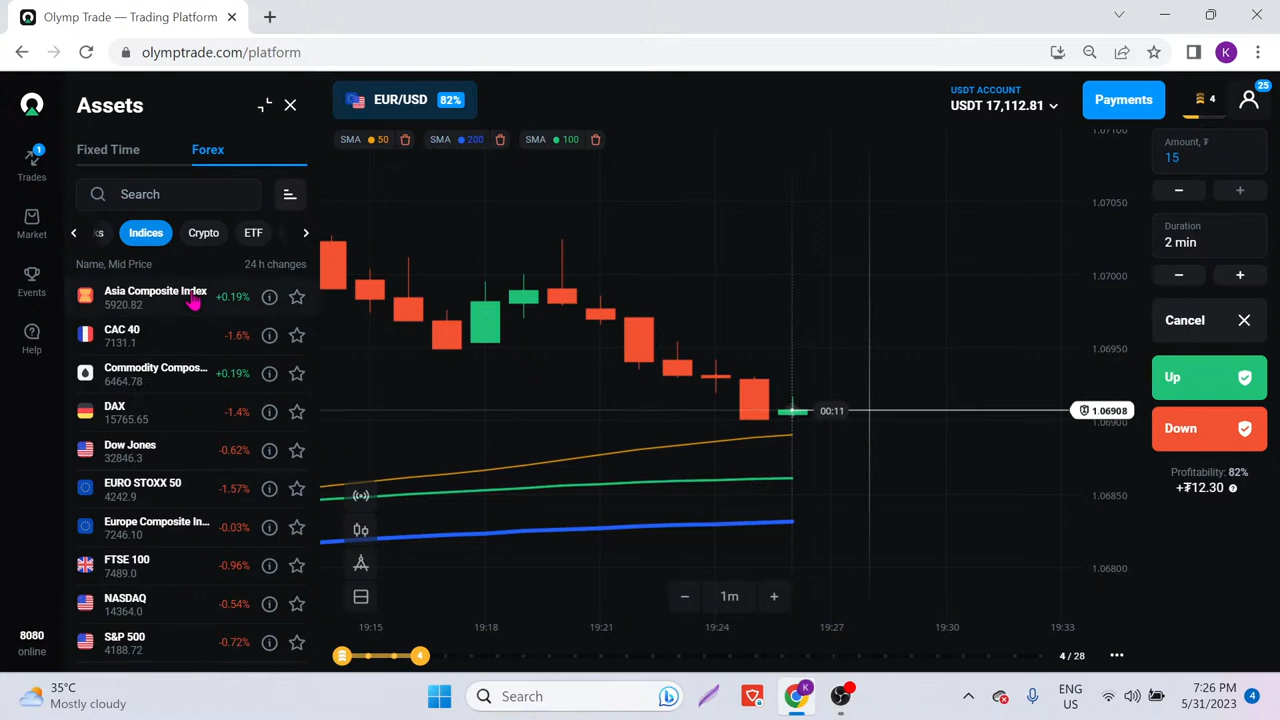 Olymp Trade — Trading Platform
olymptrade.com/platform
K
Assets
Fixed Time
Forex
Search
ks
Indices
Crypto
ETF
Name, Mid Price
24 h changes
Asia Composite Index
5920.82
+0.19%
CAC 40
7131.1
-1.6%
Commodity Compos...
6464.78
+0.19%
DAX
15765.65
-1.4%
Dow Jones
32846.3
-0.62%
EURO STOXX 50
4242.9
-1.57%
Europe Composite In...
7246.10
-0.03%
FTSE 100
7489.0
-0.96%
NASDAQ
14364.0
-0.54%
S&P 500
4188.72
-0.72%
1
Trades
Market
Events
Help
8080
online
EUR/USD
82%
SMA 50
SMA 200
SMA 100
USDT ACCOUNT
USDT 17,112.81
Payments
4
25
1.07100
1.07050
1.07000
1.06950
1.06908
1.06900
1.06850
1.06800
00:11
1m
19:15
19:18
19:21
19:24
19:27
19:30
19:33
4
4 / 28
Amount, ₮
15
Duration
2 min
Cancel
Up
Down
Profitability: 82%
+₮12.30
35°C
Mostly cloudy
Search
K
ENG
US
7:26 PM
5/31/2023
4